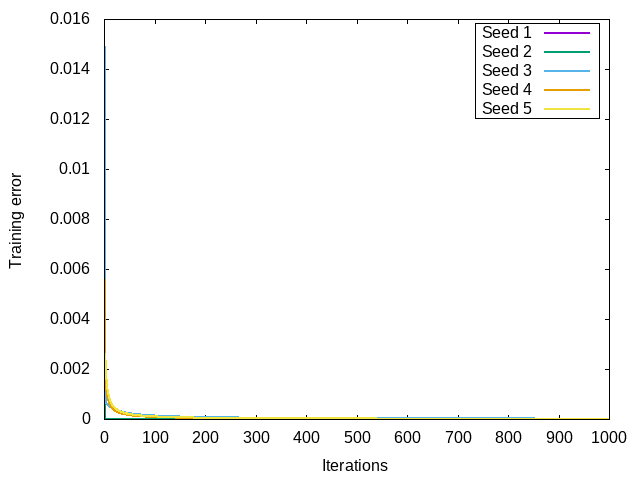 0.016
0.014
0.012
0.01
0.008
0.006
0.004
0.002
0
Training error
Seed 1
Seed 2
Seed 3
Seed 4
Seed 5
0 100 200 300 400 500 600 700 800 900 1000
Iterations